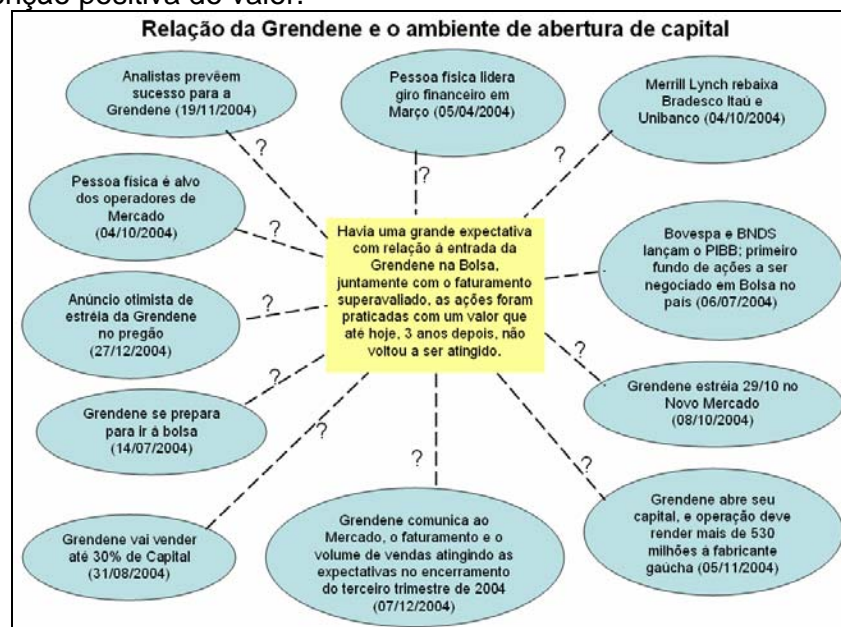 nção positiva do valor.
Relação da Grendene e o ambiente de abertura de capital
Analistas prevêem
sucesso para a
Grendene (19/11/2004)
Pessoa física lidera
giro financeiro em
Março (05/04/2004)
Merrill Lynch rebaixa
Bradesco Itaú e
Unibanco (04/10/2004)
?
?
?
Pessoa física é alvo
dos operadores de
Mercado
(04/10/2004)
?
Havia uma grande expectativa
com relação á entrada da
Grendene na Bolsa,
juntamente com o faturamento
superavaliado, as ações foram
praticadas com um valor que
até hoje, 3 anos depois, não
voltou a ser atingido.
Bovespa e BNDS
lançam o PIBB; primeiro
fundo de ações a ser
negociado em Bolsa no
país (06/07/2004)
Anúncio otimista de
estréia da Grendene
no pregão
(27/12/2004)
?
?
Grendene estréia 29/10 no
Novo Mercado
(08/10/2004)
Grendene se prepara
para ir á bolsa
(14/07/2004)
?
?
?
?
Grendene vai vender
até 30% de Capital
(31/08/2004)
Grendene comunica ao
Mercado, o faturamento e o
volume de vendas atingindo as
expectativas no encerramento
do terceiro trimestre de 2004
(07/12/2004)
Grendene abre seu
capital, e operação deve
render mais de 530
milhões á fabricante
gaúcha (05/11/2004)